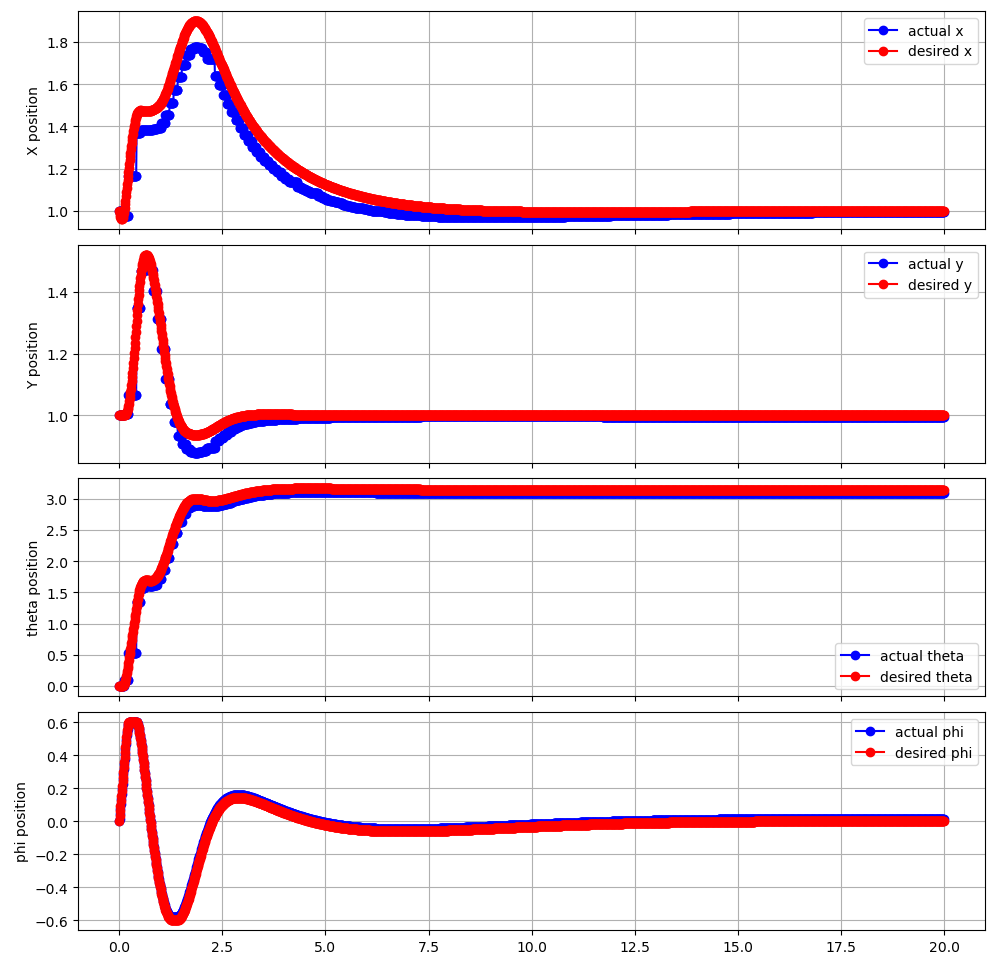 X position
1.8
1.6
1.4
1.2
1.0
actual x
desired x
Y position
1.4
1.2
1.0
actual y
desired y
theta position
3.0
2.5
2.0
1.5
1.0
0.5
0.0
actual theta
desired theta
phi position
0.6
0.4
0.2
0.0
−0.2
−0.4
−0.6
actual phi
desired phi
0.0 2.5 5.0 7.5 10.0 12.5 15.0 17.5 20.0